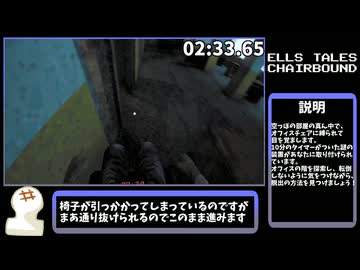 02:33.65
ELLS TALES
CHAIRBOUND
説明
空っぽの部屋の真ん中で、
オフィスチェアに縛られて
目を覚ます。
10分のタイマーがついた謎の
装置があなたに取り付けられ
ています。
オフィスの階を探索し、転倒
しないように気をつけながら、
脱出の方法を見つけましょう!
椅子が引っかかってしまっているのですが
まあ通り抜けられるのでこのまま進みます